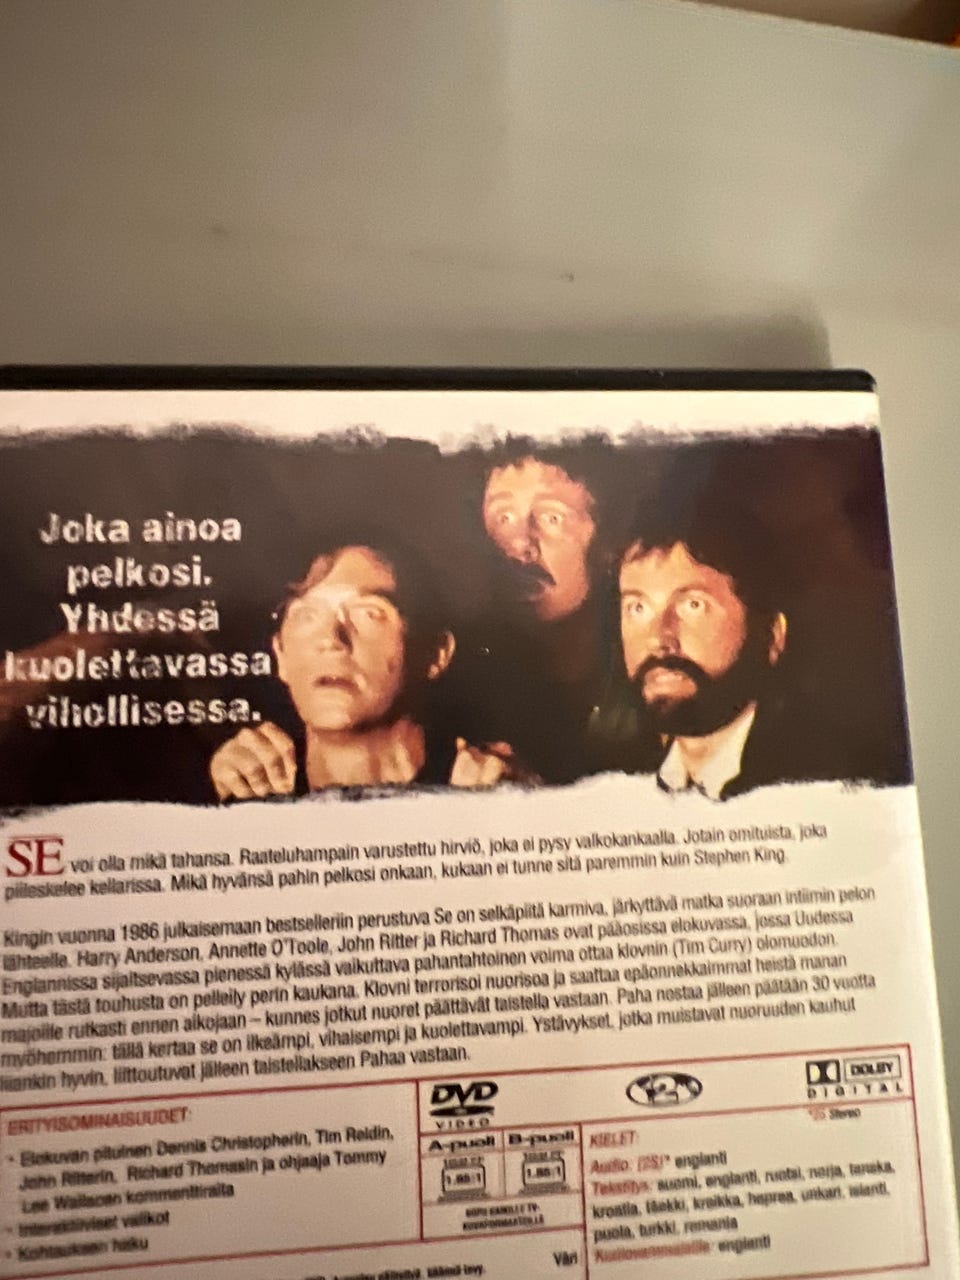 Joka ainoa
pelkosi.
Yhdessä
kuolettavassa
vihollisessa.
SE voi olla mikä tahansa. Raateluhampain varustettu hirviö, joka ei pysy valkokankaalla. Jotain omituista, joka
piileskelee kellarissa. Mikä hyvänsä pahin pelkosi onkaan, kukaan ei tunne sitä paremmin kuin Stephen King.
Kingin vuonna 1986 julkaisemaan bestselleriin perustuva Se on selkäpiitä karmiva, järkyttävä matka suoraan intiimin pelon
lähteelle. Harry Anderson, Annette O'Toole, John Ritter ja Richard Thomas ovat pääosissa elokuvassa, jossa Uudessa
Englannissa sijaitsevassa pienessä kylässä vaikuttava pahantahtoinen voima ottaa klovnin (Tim Curry) olomuodon.
Mutta tästä touhusta on pelleily perin kaukana. Klovni terrorisoi nuorisoa ja saattaa epäonnekkaimmat heistä manan
majoille rutkasti ennen aikojaan – kunnes jotkut nuoret päättävät taistella vastaan. Paha nostaa jälleen päätään 30 vuotta
myöhemmin: tällä kertaa se on ilkeämpi, vihaisempi ja kuolettavampi. Ystävykset, jotka muistavat nuoruuden kauhut
liiankin hyvin, liittoutuvat jälleen taistellakseen Pahaa vastaan.
ERITYISOMINAISUUDET:
• Elokuvan pituinen Dennis Christopherin, Tim Reidin,
John Ritterin, Richard Thomasin ja ohjaaja Tommy
Lee Wallacen kommenttiraita
• Interaktiiviset valikot
• Kohtauksen haku
DVD
VIDEO
2
DOLBY
DIGITAL
*2S Stereo
A-puoli
B-puoli
1.85:1
1.85:1
KIELET:
Audio: (2S)* englanti
Tekstitys: suomi, englanti, ruotsi, norja, tanska,
kroatia, tšekki, kreikka, heprea, unkari, islanti,
puola, turkki, romania
Kuulovammaisille: englanti
Väri